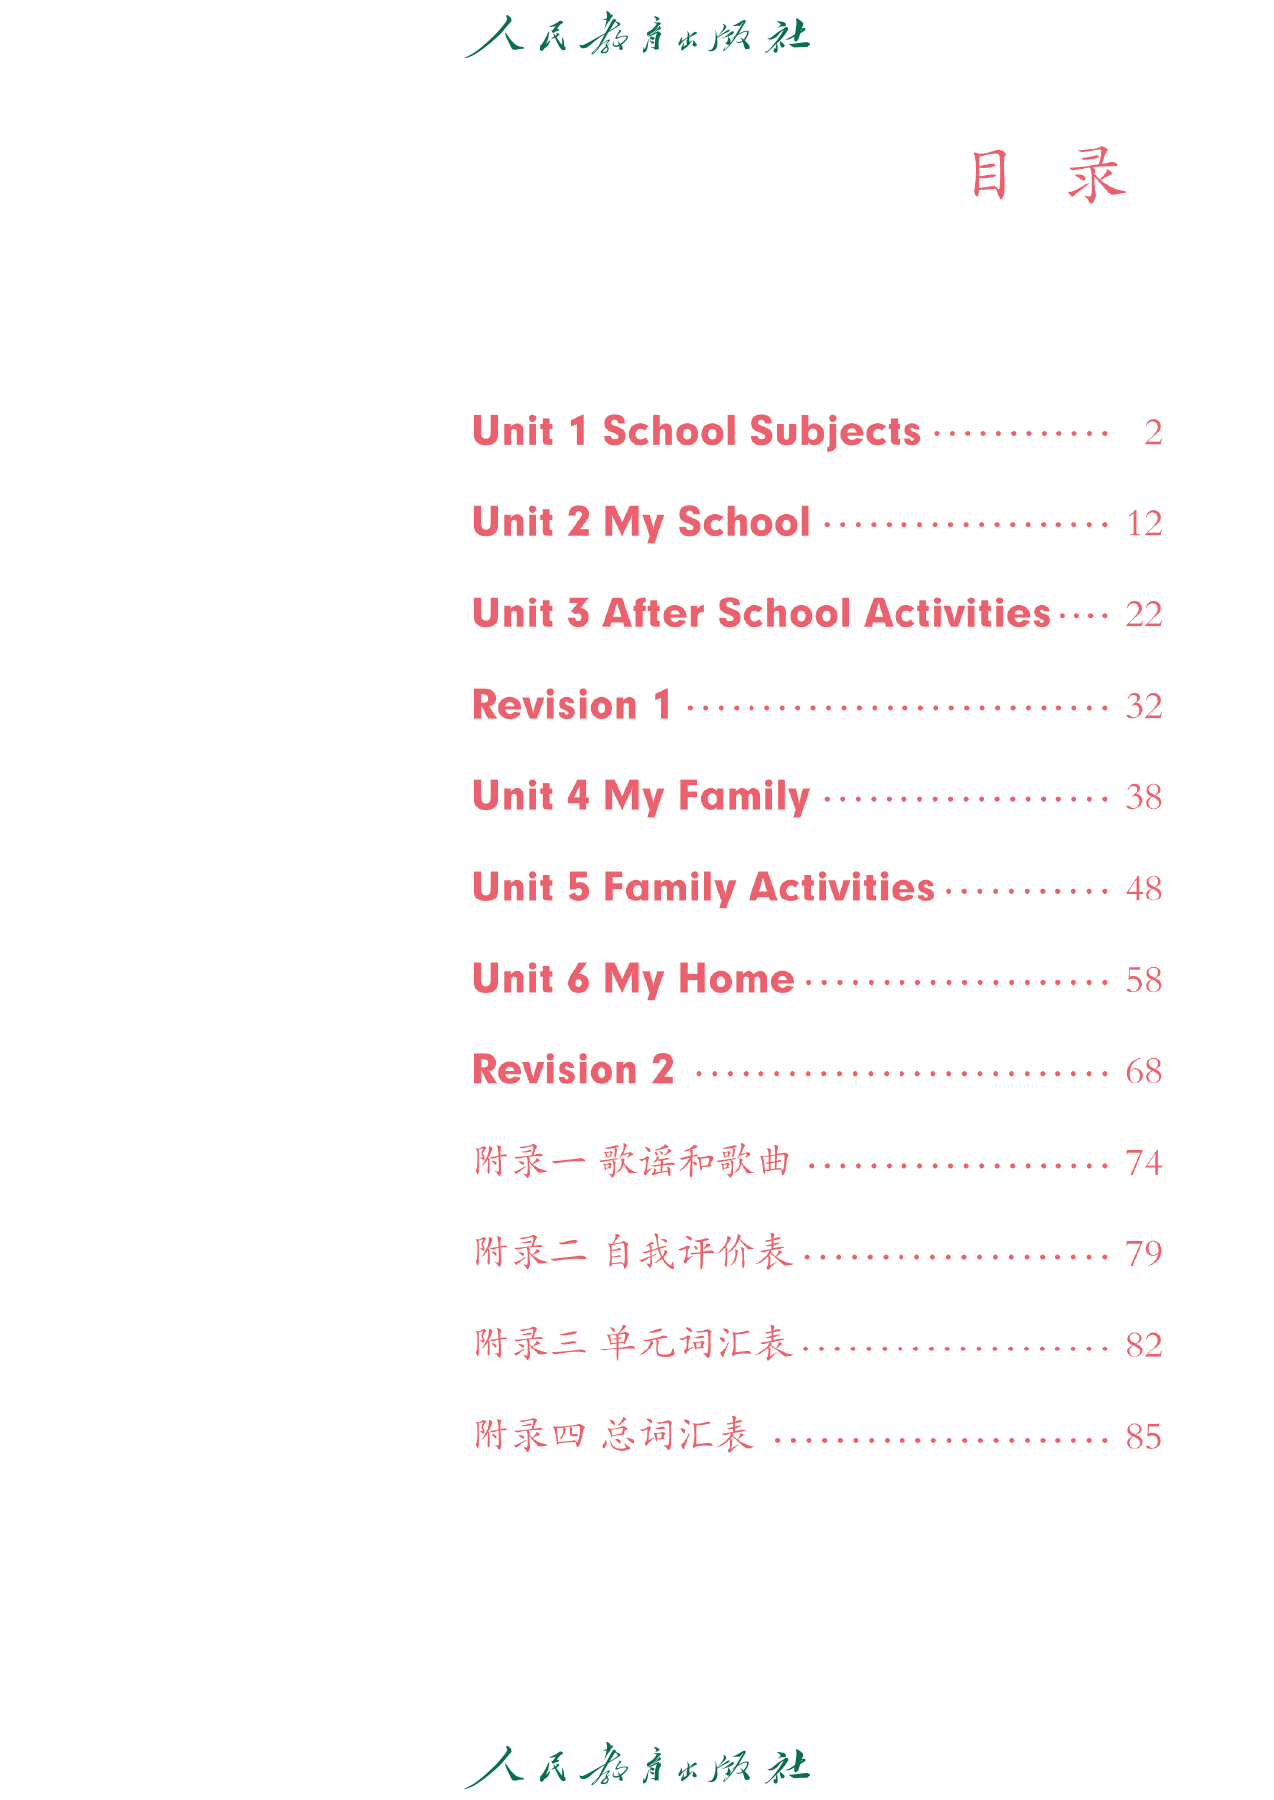 人民教育出版社
目 录
Unit 1 School Subjects ············ 2
Unit 2 My School ··················· 12
Unit 3 After School Activities ···· 22
Revision 1 ···························· 32
Unit 4 My Family ··················· 38
Unit 5 Family Activities ··········· 48
Unit 6 My Home ···················· 58
Revision 2 ··························· 68
附录一 歌谣和歌曲 ···················· 74
附录二 自我评价表 ···················· 79
附录三 单元词汇表 ···················· 82
附录四 总词汇表 ······················ 85
人民教育出版社